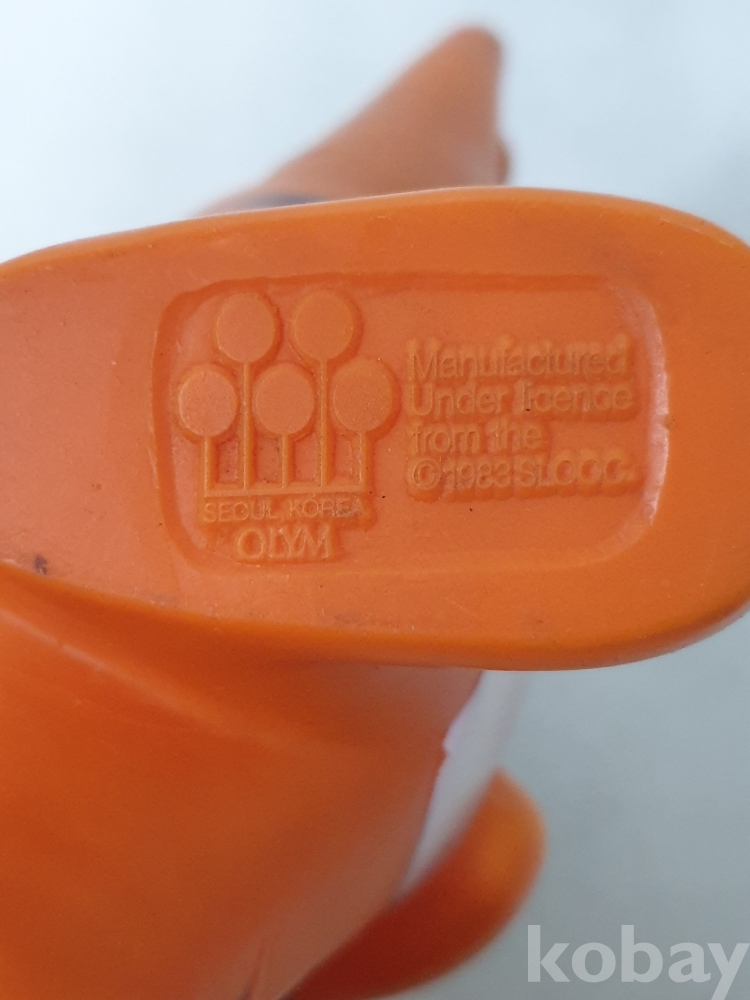 SEOUL KOREA
OLYM
Manufactured
Under licence
from the
©1983 SLOOC.
kobay